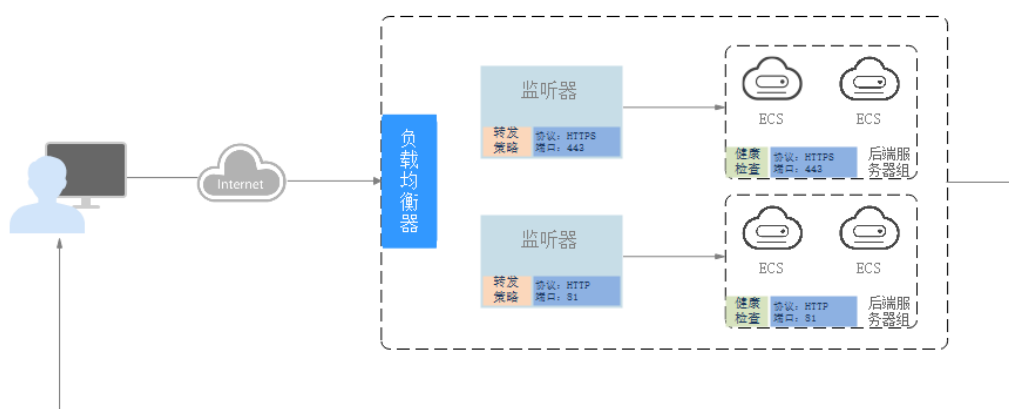 监听器
转发
策略
协议: HTTPS
端口: 443
ECS
ECS
健康
检查
协议: HTTPS
端口: 443
后端服
务器组
Internet
负
载
均
衡
器
监听器
转发
策略
协议: HTTP
端口: 81
ECS
ECS
健康
检查
协议: HTTP
端口: 81
后端服
务器组